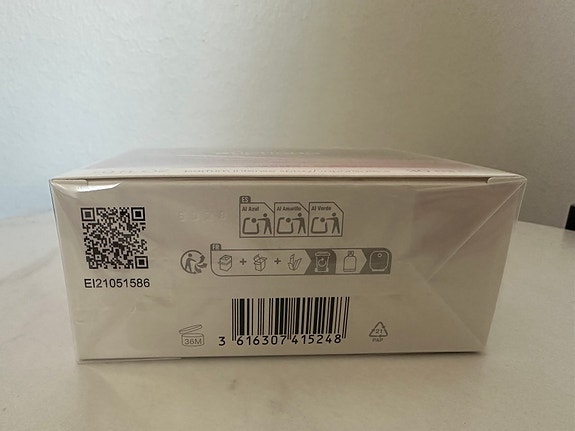 ES
Al Azul Al Amarillo Al Verde
FR
EI21051586
36M
3 616307 415248
21
PAP